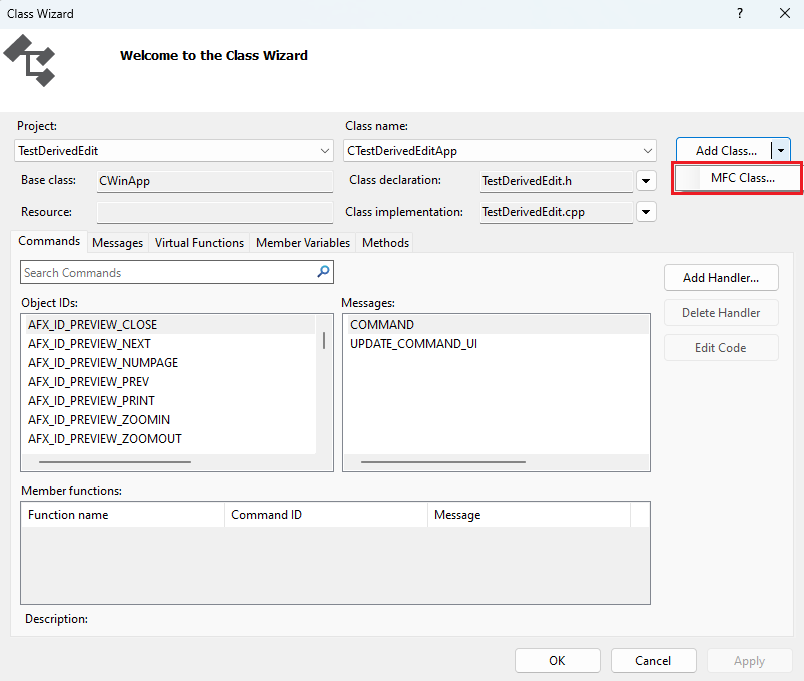 Class Wizard
?
Welcome to the Class Wizard
Project:
Class name:
TestDerivedEdit
CTestDerivedEditApp
Add Class...
MFC Class...
Base class:
CWinApp
Class declaration:
TestDerivedEdit.h
Resource:
Class implementation:
TestDerivedEdit.cpp
Commands
Messages
Virtual Functions
Member Variables
Methods
Search Commands
Add Handler...
Delete Handler
Edit Code
Object IDs:
AFX_ID_PREVIEW_CLOSE
AFX_ID_PREVIEW_NEXT
AFX_ID_PREVIEW_NUMPAGE
AFX_ID_PREVIEW_PREV
AFX_ID_PREVIEW_PRINT
AFX_ID_PREVIEW_ZOOMIN
AFX_ID_PREVIEW_ZOOMOUT
Messages:
COMMAND
UPDATE_COMMAND_UI
Member functions:
Function name
Command ID
Message
Description:
OK
Cancel
Apply